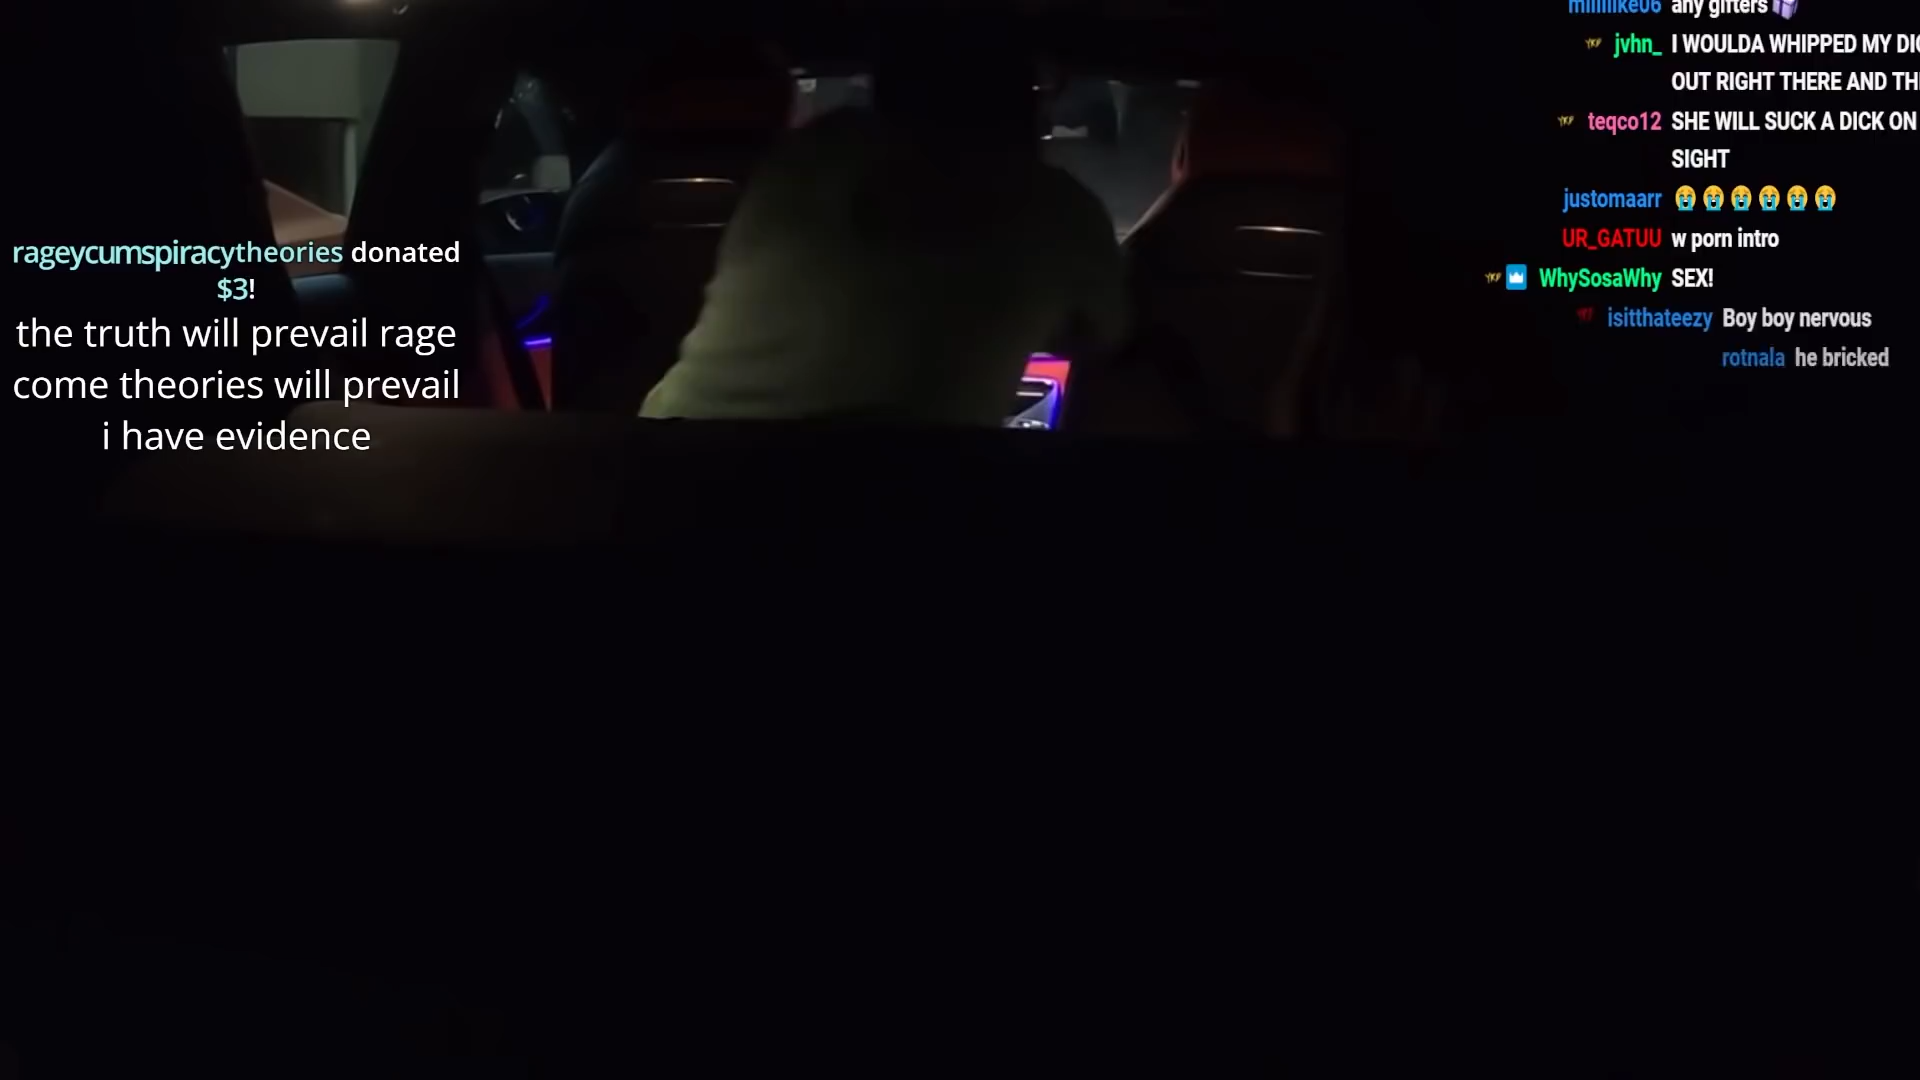 rageycumspiracytheories donated
$3!
the truth will prevail rage
come theories will prevail
i have evidence
milllike06 any gifters
jvhn_ I WOULDA WHIPPED MY
OUT RIGHT THERE AND
teqco12 SHE WILL SUCK A DICK ON
SIGHT
justomaarr 😭😭😭😭😭😭
UR_GATUU w porn intro
WhySosaWhy SEX!
isitthateezy Boy boy nervous
rotnala he bricked